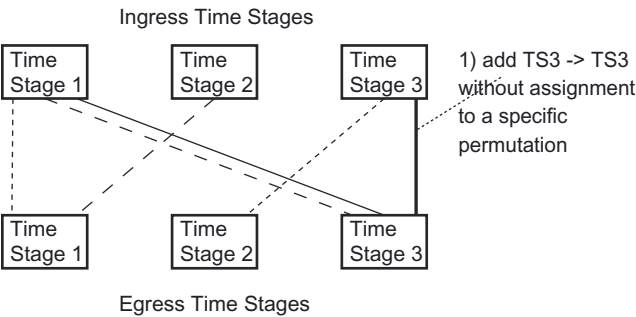 Ingress Time Stages
Time
Stage 1
Time
Stage 2
Time
Stage 3
1) add TS3 -> TS3
without assignment
to a specific
permutation
Time
Stage 1
Time
Stage 2
Time
Stage 3
Egress Time Stages